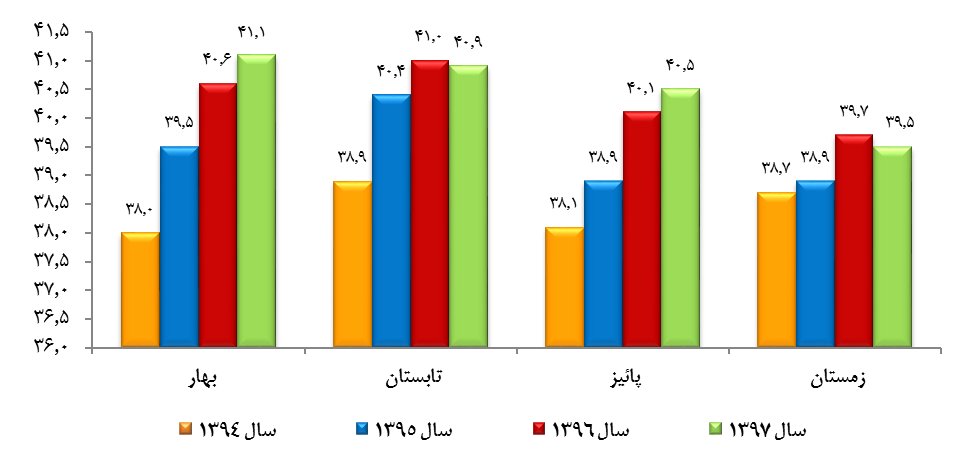 ۴۱,۵
۴۱,۰
۴۰,۵
۴۰,۰
۳۹,۵
۳۹,۰
۳۸,۵
۳۸,۰
۳۷,۵
۳۷,۰
۳۶,۵
۳۶,۰
۳۸,۰ ۳۹,۵ ۴۰,۶ ۴۱,۱
۳۸,۹ ۴۰,۴ ۴۱,۰ ۴۰,۹
۳۸,۱ ۳۸,۹ ۴۰,۱ ۴۰,۵
۳۸,۷ ۳۸,۹ ۳۹,۷ ۳۹,۵
بهار تابستان پائیز زمستان
سال ۱۳۹۴ سال ۱۳۹۵ سال ۱۳۹۶ سال ۱۳۹۷